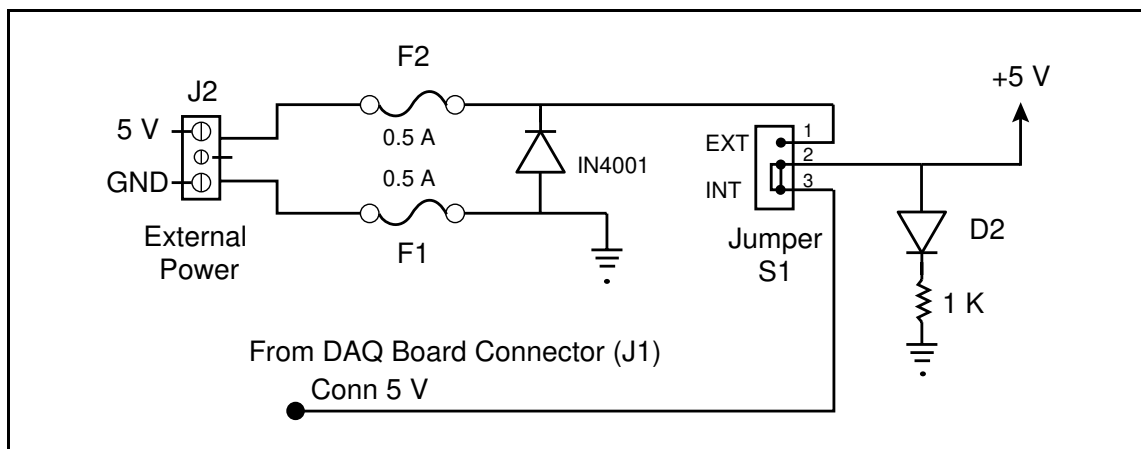 F2
J2
+5 V
5 V
0.5 A
EXT
1
2
IN4001
0.5 A
GND
INT
3
External
Power
F1
Jumper
S1
D2
1 K
From DAQ Board Connector (J1)
Conn 5 V